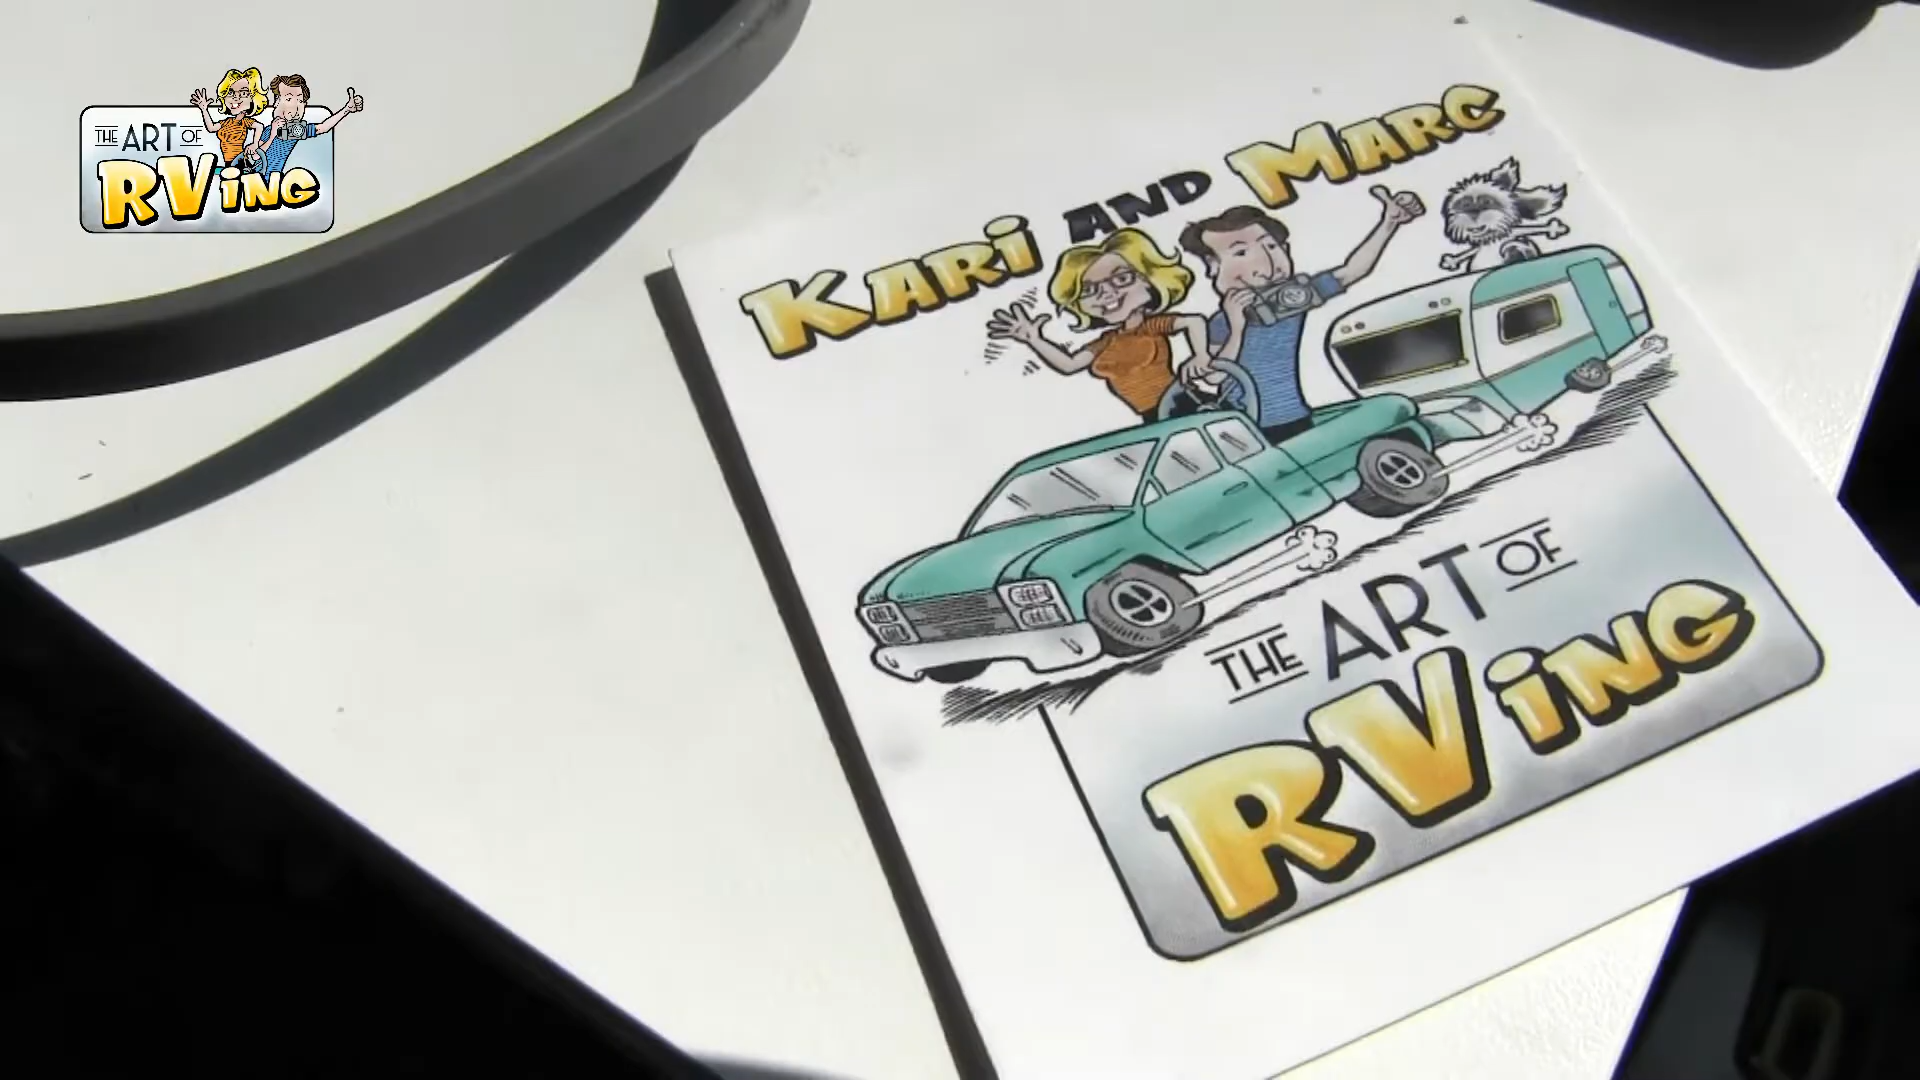 THE ART OF
RVING
KARI AND MARC
THE ART OF
RVING